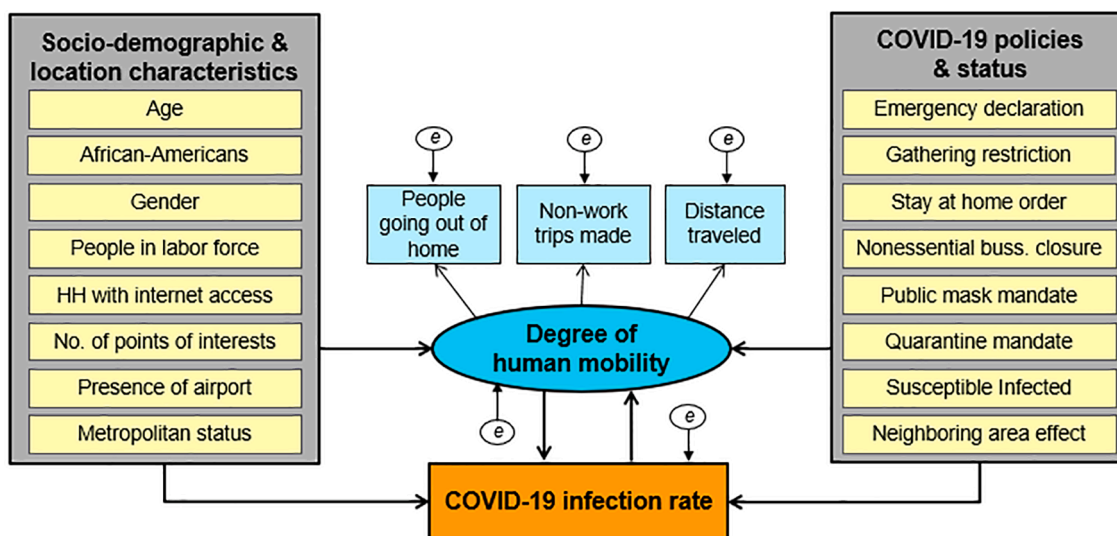 Socio-demographic &
location characteristics
Age
African-Americans
Gender
People in labor force
HH with internet access
No. of points of interests
Presence of airport
Metropolitan status
e
e
e
People
going out of
home
Non-work
trips made
Distance
traveled
Degree of
human mobility
e
e
COVID-19 infection rate
COVID-19 policies
& status
Emergency declaration
Gathering restriction
Stay at home order
Nonessential buss. closure
Public mask mandate
Quarantine mandate
Susceptible Infected
Neighboring area effect